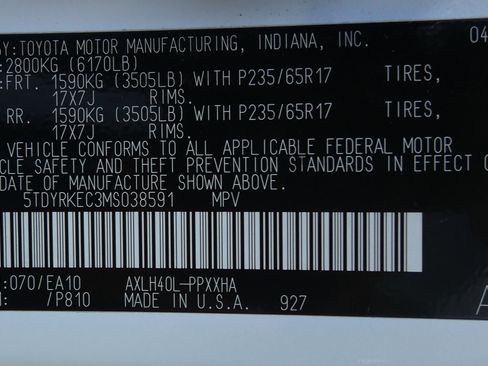 BY: TOYOTA MOTOR MANUFACTURING, INDIANA, INC. 04
2800KG (6170LB)
FRT. 1590KG (3505LB) WITH P235/65R17 TIRES,
17X7J RIMS.
RR. 1590KG (3505LB) WITH P235/65R17 TIRES,
17X7J RIMS.
VEHICLE CONFORMS TO ALL APPLICABLE FEDERAL MOTOR
CLE SAFETY AND THEFT PREVENTION STANDARDS IN EFFECT O
DATE OF MANUFACTURE SHOWN ABOVE.
5TDYRKEC3MS038591 MPV
:070/EA10 AXLH40L-PPXXHA
/P810 MADE IN U.S.A. 927